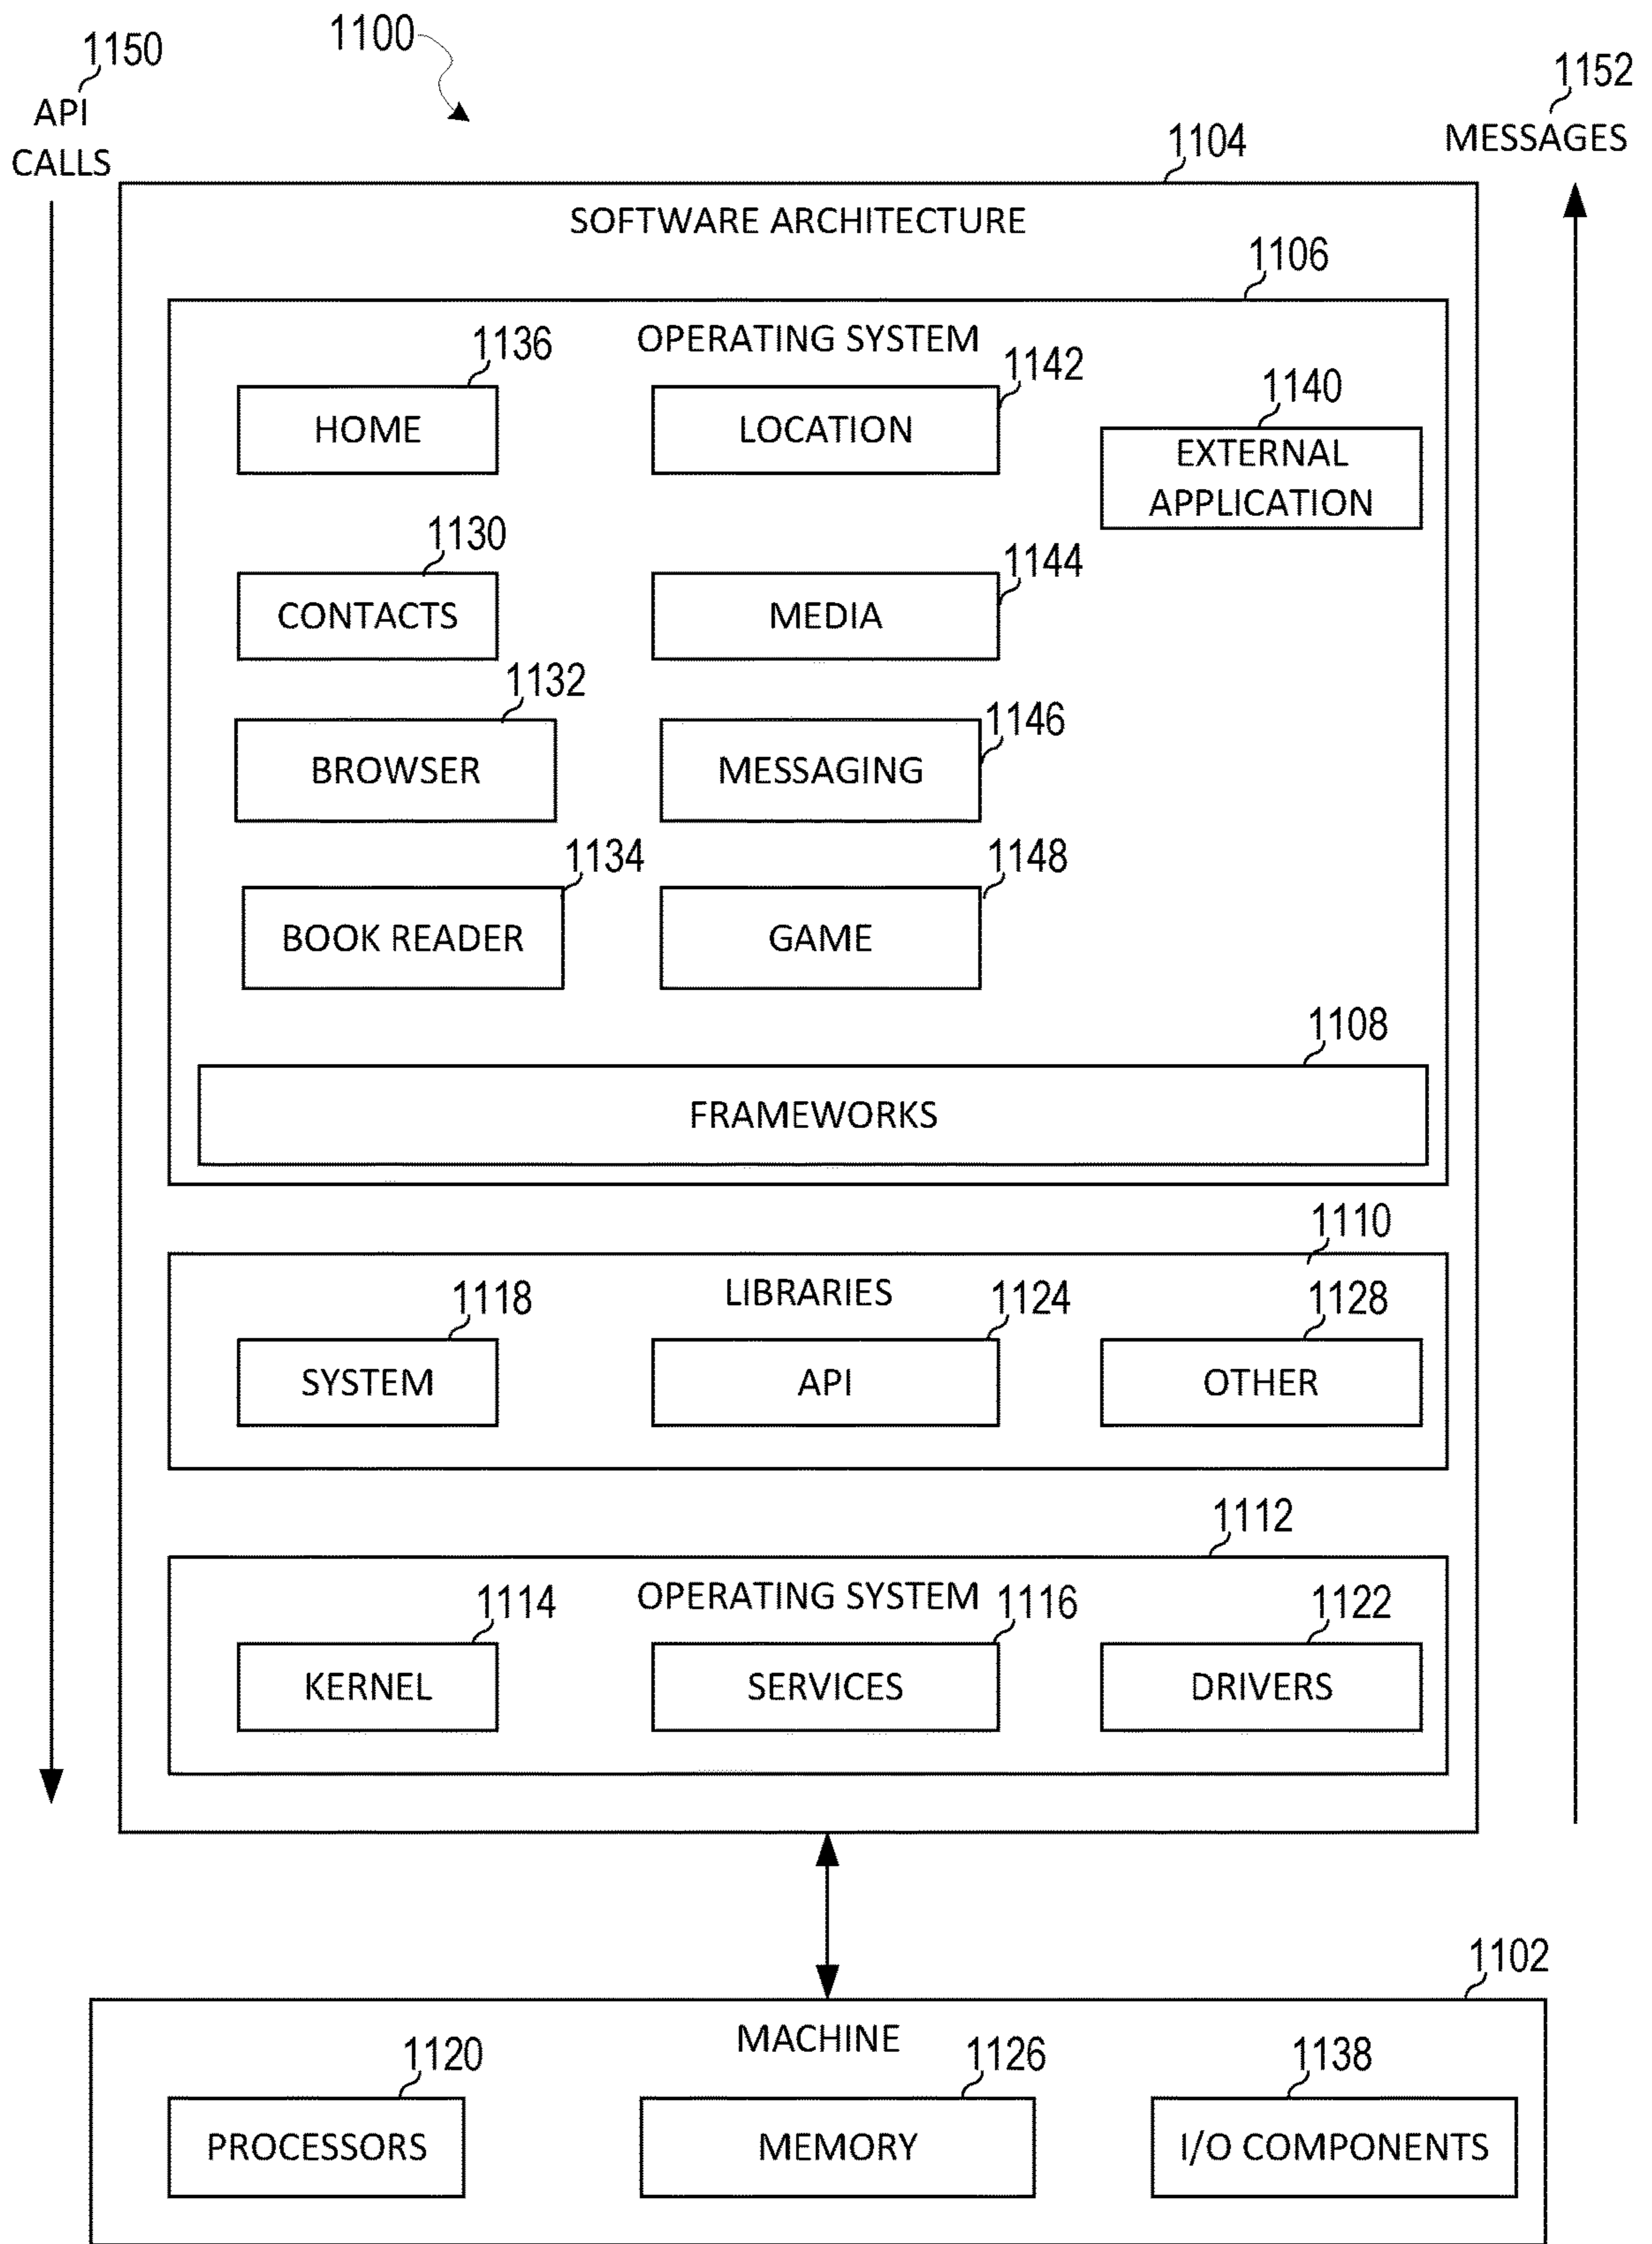 1100
1150
API
CALLS
1152
MESSAGES
1104
SOFTWARE ARCHITECTURE
1106
OPERATING SYSTEM
1136
HOME
1142
LOCATION
1140
EXTERNAL
APPLICATION
1130
CONTACTS
1144
MEDIA
1132
BROWSER
1146
MESSAGING
1134
BOOK READER
1148
GAME
1108
FRAMEWORKS
1110
LIBRARIES
1118
SYSTEM
1124
API
1128
OTHER
1112
OPERATING SYSTEM
1114
KERNEL
1116
SERVICES
1122
DRIVERS
1102
MACHINE
1120
PROCESSORS
1126
MEMORY
1138
I/O COMPONENTS